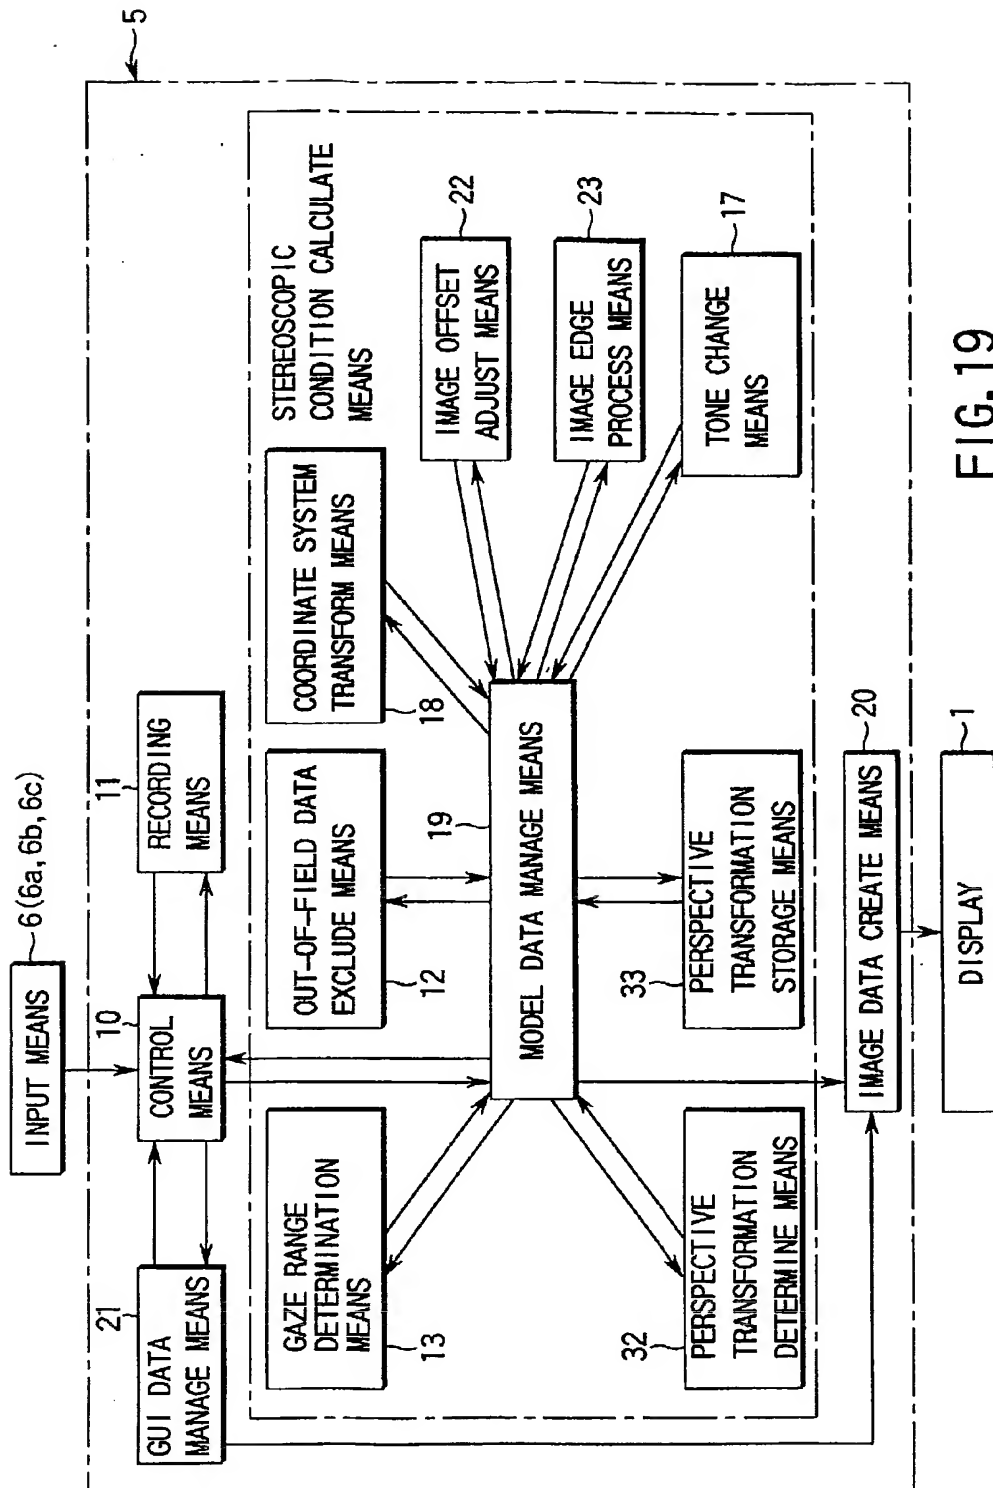 6 (6a, 6b, 6c)
INPUT MEANS
5
21
GUI DATA
MANAGE MEANS
10
CONTROL
MEANS
11
RECORDING
MEANS
STEREOSCOPIC
CONDITION CALCULATE
MEANS
GAZE RANGE
DETERMINATION
MEANS
13
OUT-OF-FIELD DATA
EXCLUDE MEANS
12
COORDINATE SYSTEM
TRANSFORM MEANS
18
IMAGE OFFSET
ADJUST MEANS
22
19
MODEL DATA MANAGE MEANS
IMAGE EDGE
PROCESS MEANS
23
32
PERSPECTIVE
TRANSFORMATION
DETERMINE MEANS
33
PERSPECTIVE
TRANSFORMATION
STORAGE MEANS
TONE CHANGE
MEANS
17
IMAGE DATA CREATE MEANS
20
DISPLAY
1
FIG. 19